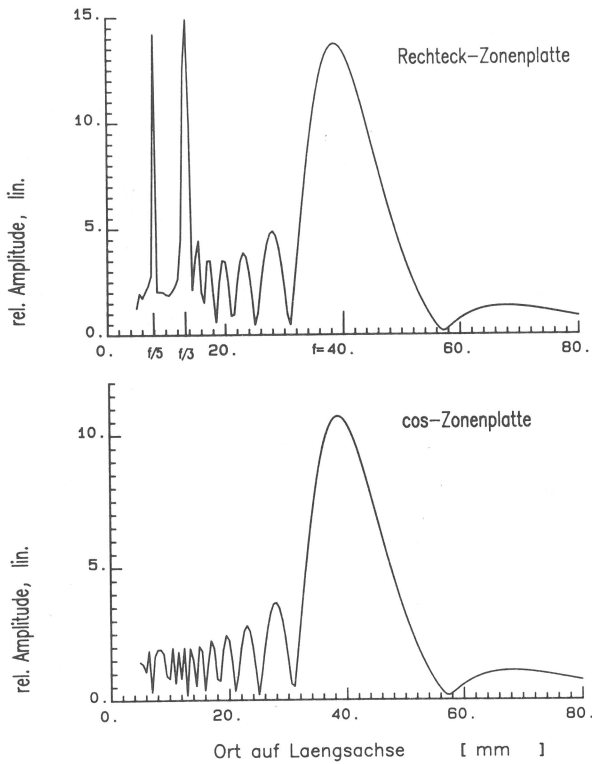 15.
Rechteck-Zonenplatte
10.
5.
rel. Amplitude, lin.
0.
0. f/5 f/3 20. f=40. 60. 80.
cos-Zonenplatte
10.
5.
rel. Amplitude, lin.
0.
0. 20. 40. 60. 80.
Ort auf Laengsachse [ mm ]